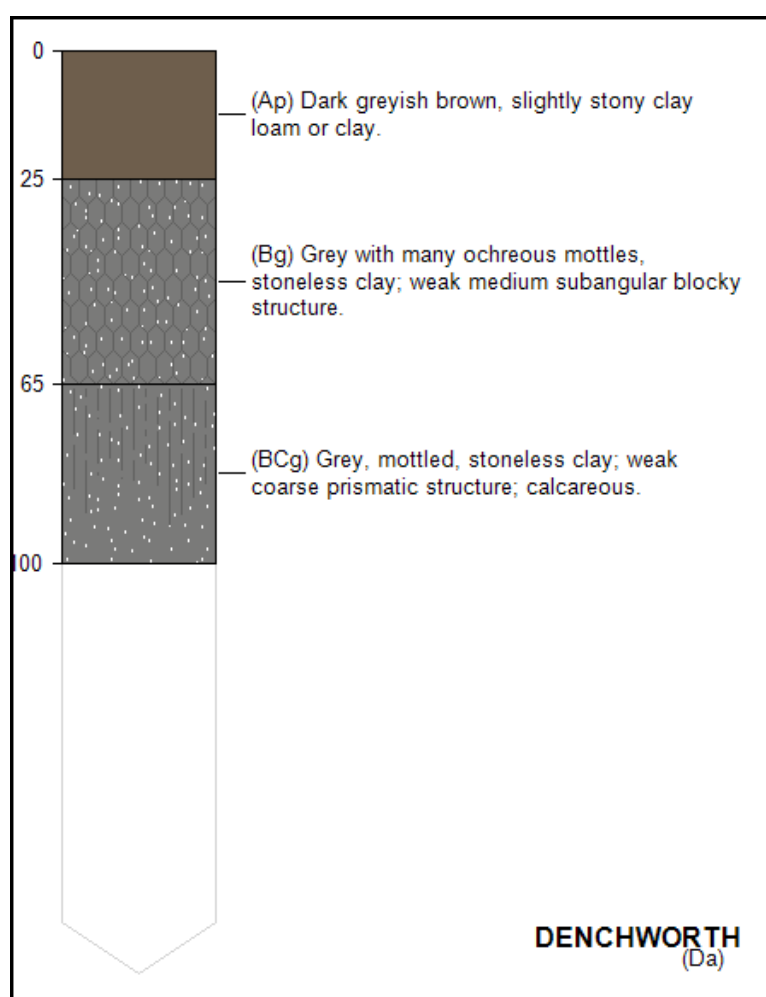 0
(Ap) Dark greyish brown, slightly stony clay
loam or clay.
25
(Bg) Grey with many ochreous mottles,
stoneless clay; weak medium subangular blocky
structure.
65
(BCg) Grey, mottled, stoneless clay; weak
coarse prismatic structure; calcareous.
100
DENCHWORTH
(Da)